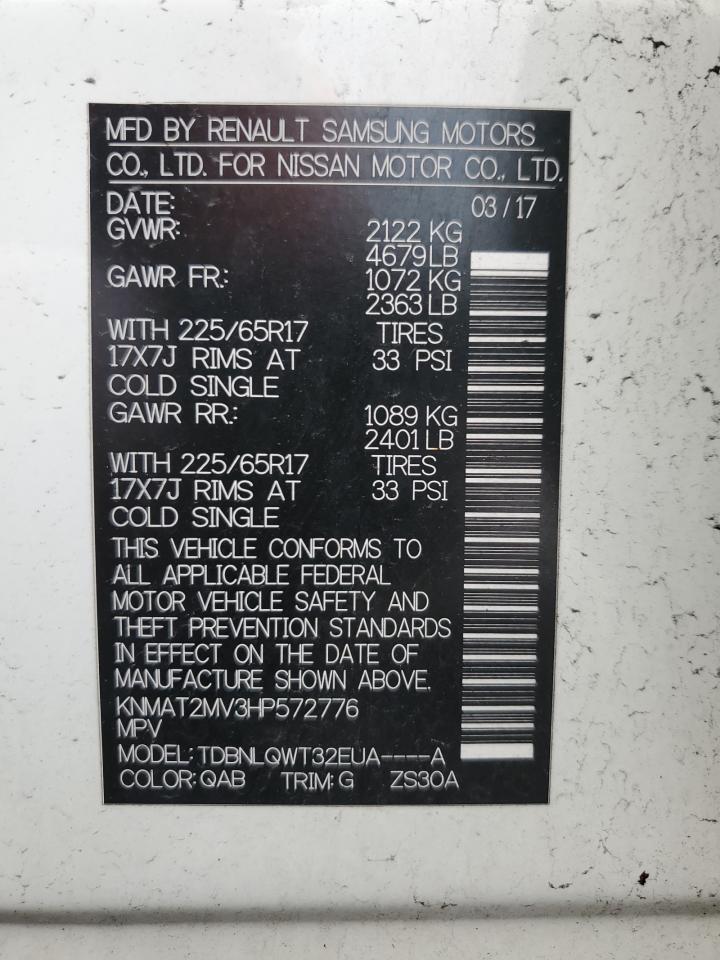 MFD BY RENAULT SAMSUNG MOTORS
CO., LTD. FOR NISSAN MOTOR CO., LTD.
DATE: 03 / 17
GVWR: 2122 KG
4679 LB
GAWR FR.: 1072 KG
2363 LB
WITH 225/65R17 TIRES
17X7J RIMS AT 33 PSI
COLD SINGLE
GAWR RR.: 1089 KG
2401 LB
WITH 225/65R17 TIRES
17X7J RIMS AT 33 PSI
COLD SINGLE
THIS VEHICLE CONFORMS TO
ALL APPLICABLE FEDERAL
MOTOR VEHICLE SAFETY AND
THEFT PREVENTION STANDARDS
IN EFFECT ON THE DATE OF
MANUFACTURE SHOWN ABOVE.
KNMAT2MV3HP572776
MPV
MODEL: TDBNLQWT32EUA----A
COLOR: QAB TRIM: G ZS30A